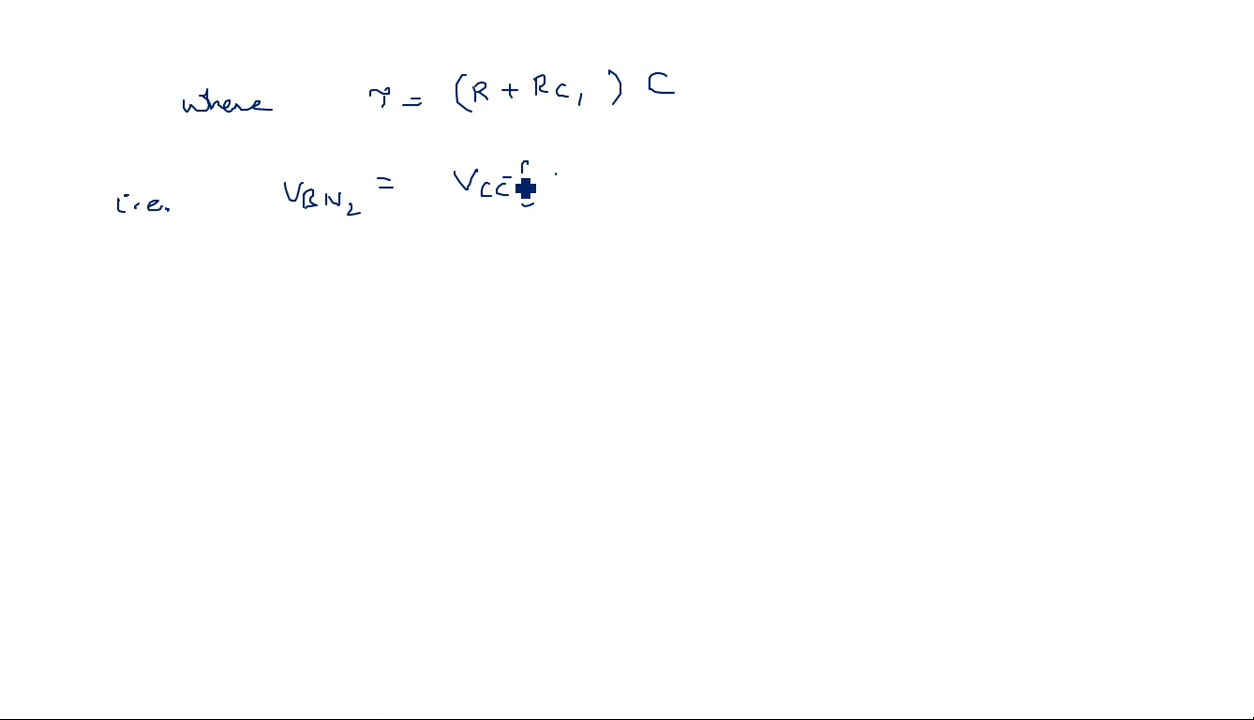 where τ = (R + RC1) C
i.e. VBN2 = VCC -